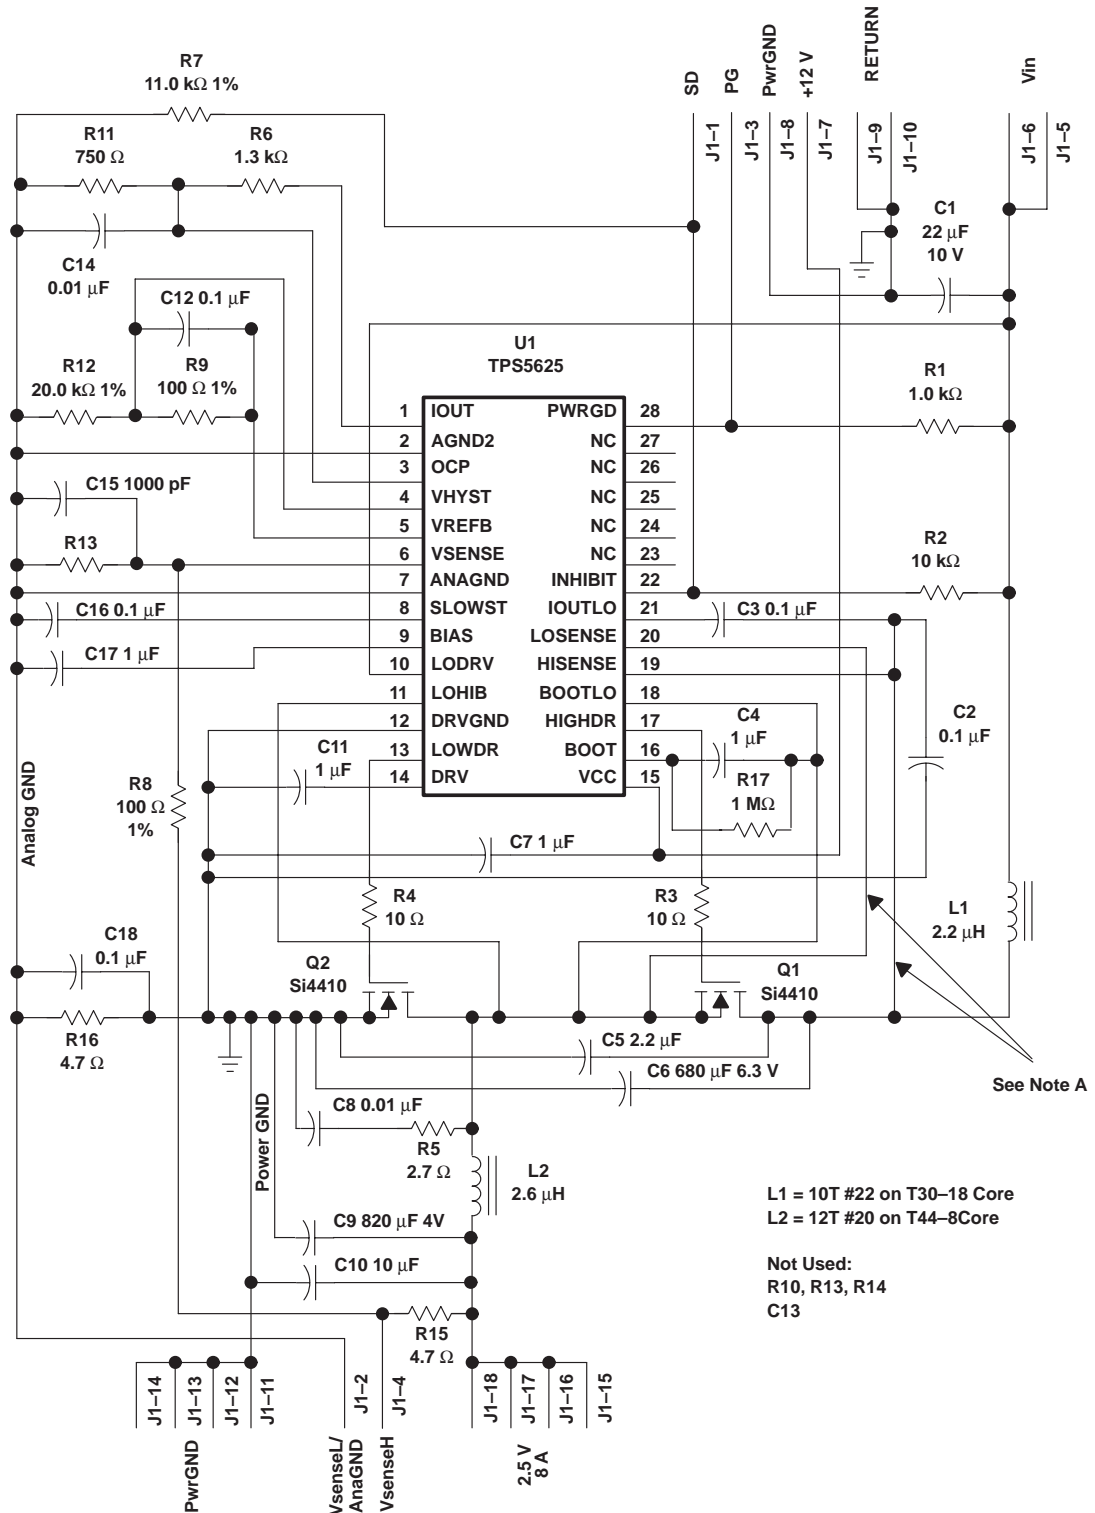 R7
11.0 kΩ 1%
R11
750 Ω
R6
1.3 kΩ
C14
0.01 μF
C12 0.1 μF
R12
20.0 kΩ 1%
R9
100 Ω 1%
SD
PG
PwrGND
+12 V
RETURN
Vin
J1–1
J1–3
J1–8
J1–7
J1–9
J1–10
J1–6
J1–5
C1
22 μF
10 V
U1
TPS5625
R1
1.0 kΩ
1 IOUT PWRGD 28
2 AGND2 NC 27
3 OCP NC 26
4 VHYST NC 25
5 VREFB NC 24
6 VSENSE NC 23
7 ANAGND INHIBIT 22
8 SLOWST IOUTLO 21
9 BIAS LOSENSE 20
10 LODRV HISENSE 19
11 LOHIB BOOTLO 18
12 DRVGND HIGHDR 17
13 LOWDR BOOT 16
14 DRV VCC 15
C15 1000 pF
R13
C16 0.1 μF
C17 1 μF
R2
10 kΩ
C3 0.1 μF
C2
0.1 μF
C4
1 μF
R17
1 MΩ
C11
1 μF
Analog GND
R8
100 Ω
1%
C7 1 μF
R4
10 Ω
R3
10 Ω
L1
2.2 μH
C18
0.1 μF
Q2
Si4410
Q1
Si4410
R16
4.7 Ω
C5 2.2 μF
C6 680 μF 6.3 V
See Note A
C8 0.01 μF
R5
2.7 Ω
Power GND
L2
2.6 μH
C9 820 μF 4V
C10 10 μF
R15
4.7 Ω
L1 = 10T #22 on T30–18 Core
L2 = 12T #20 on T44–8Core
Not Used:
R10, R13, R14
C13
J1–14
J1–13
J1–12
J1–11
J1–2
J1–4
J1–18
J1–17
J1–16
J1–15
PwrGND
VsenseL/
AnaGND
VsenseH
2.5 V
8 A